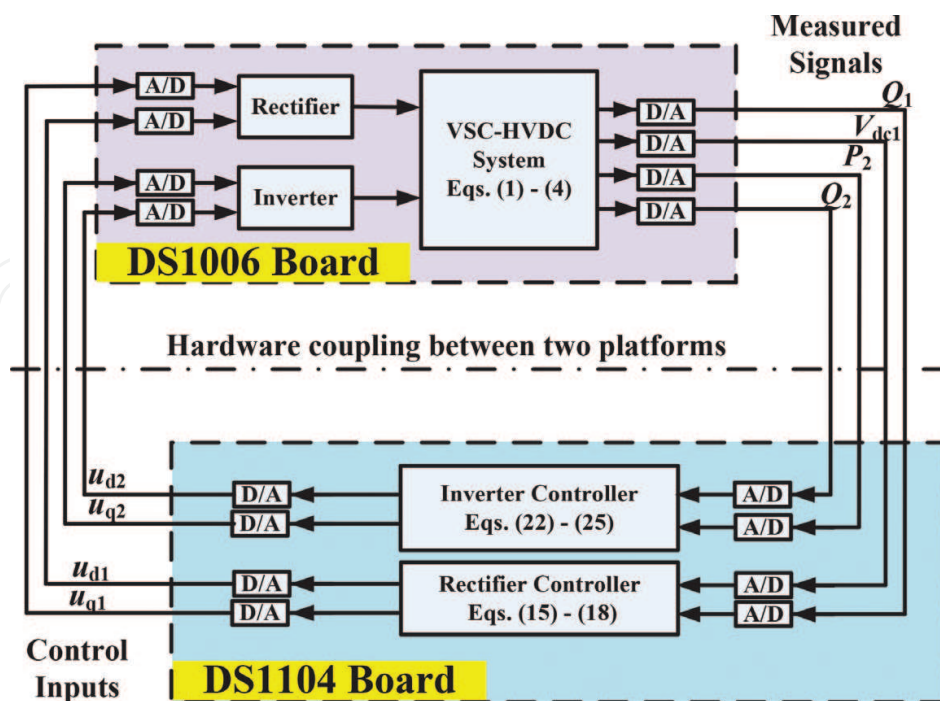 Measured
Signals
A/D
A/D
Rectifier
A/D
A/D
Inverter
VSC-HVDC
System
Eqs. (1) - (4)
D/A
D/A
D/A
D/A
Q1
Vdc1
P2
Q2
DS1006 Board
Hardware coupling between two platforms
ud2
uq2
ud1
uq1
D/A
D/A
D/A
D/A
Inverter Controller
Eqs. (22) - (25)
Rectifier Controller
Eqs. (15) - (18)
A/D
A/D
A/D
A/D
Control
Inputs
DS1104 Board